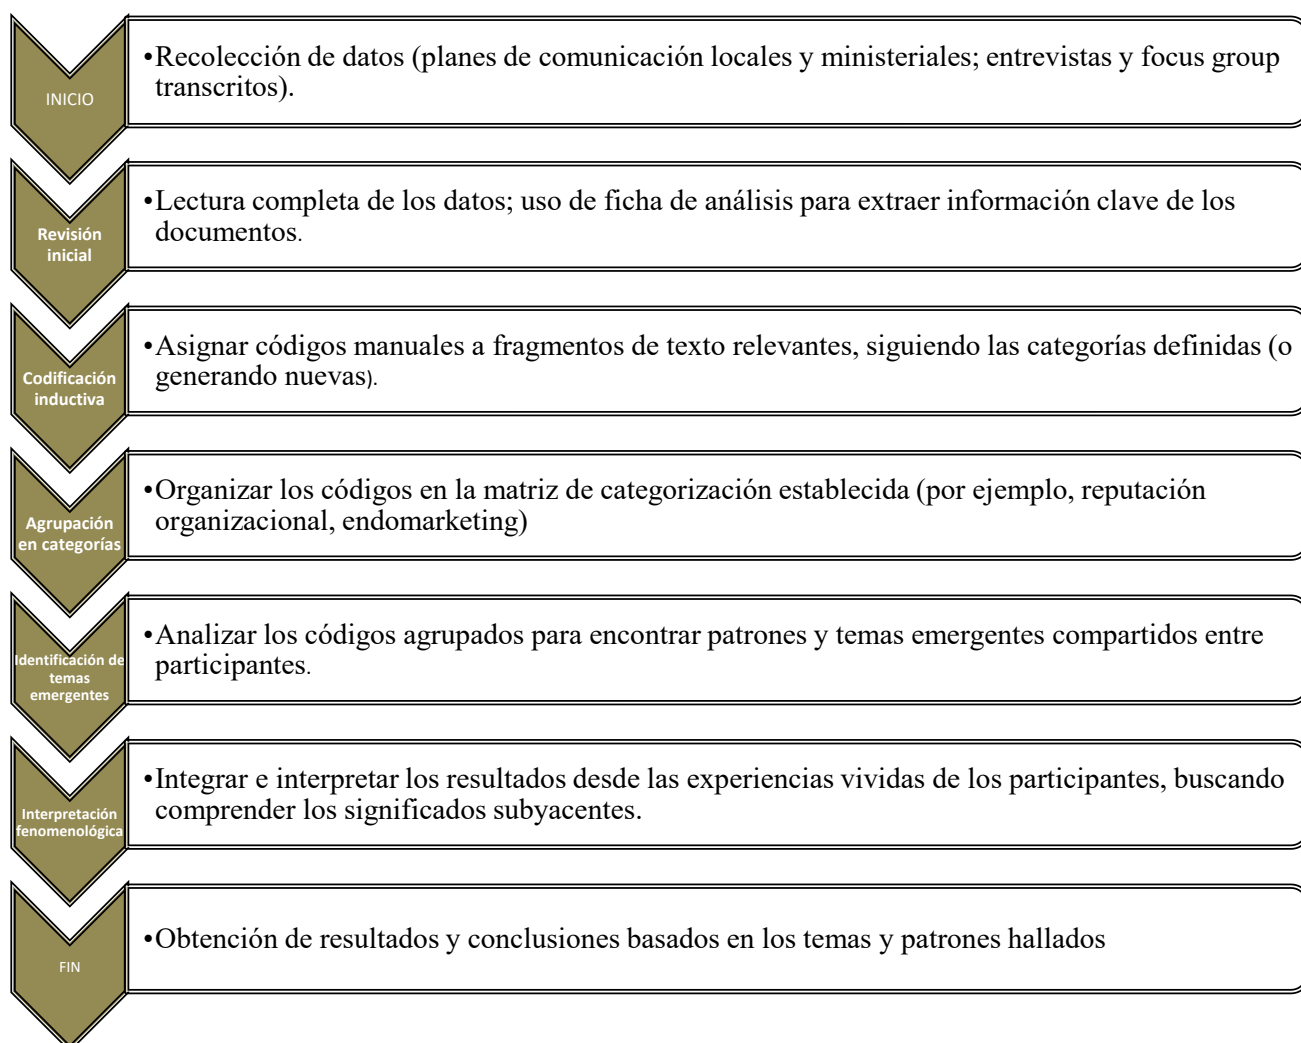 INICIO
•Recolección de datos (planes de comunicación locales y ministeriales; entrevistas y focus group
transcritos).
Revisión
inicial
•Lectura completa de los datos; uso de ficha de análisis para extraer información clave de los
documentos.
Codificación
inductiva
•Asignar códigos manuales a fragmentos de texto relevantes, siguiendo las categorías definidas (o
generando nuevas).
Agrupación
en categorías
•Organizar los códigos en la matriz de categorización establecida (por ejemplo, reputación
organizacional, endomarketing)
Identificación de
temas
emergentes
•Analizar los códigos agrupados para encontrar patrones y temas emergentes compartidos entre
participantes.
Interpretación
fenomenológica
•Integrar e interpretar los resultados desde las experiencias vividas de los participantes, buscando
comprender los significados subyacentes.
FIN
•Obtención de resultados y conclusiones basados en los temas y patrones hallados